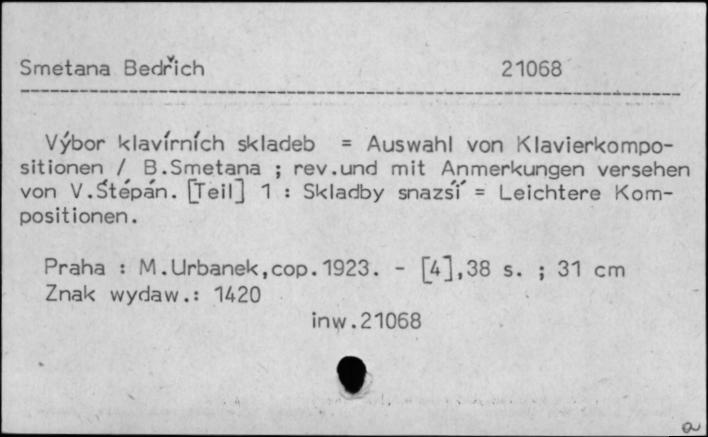 Smetana Bedřich 21068
Výbor klavírních skladeb = Auswahl von Klavierkompo-
sitionen / B.Smetana ; rev.und mit Anmerkungen versehen
von V.Štěpán. [Teil] 1 : Skladby snazší = Leichtere Kom-
positionen.
Praha : M.Urbanek,cop.1923. - [4],38 s. ; 31 cm
Znak wydaw.: 1420
inw.21068